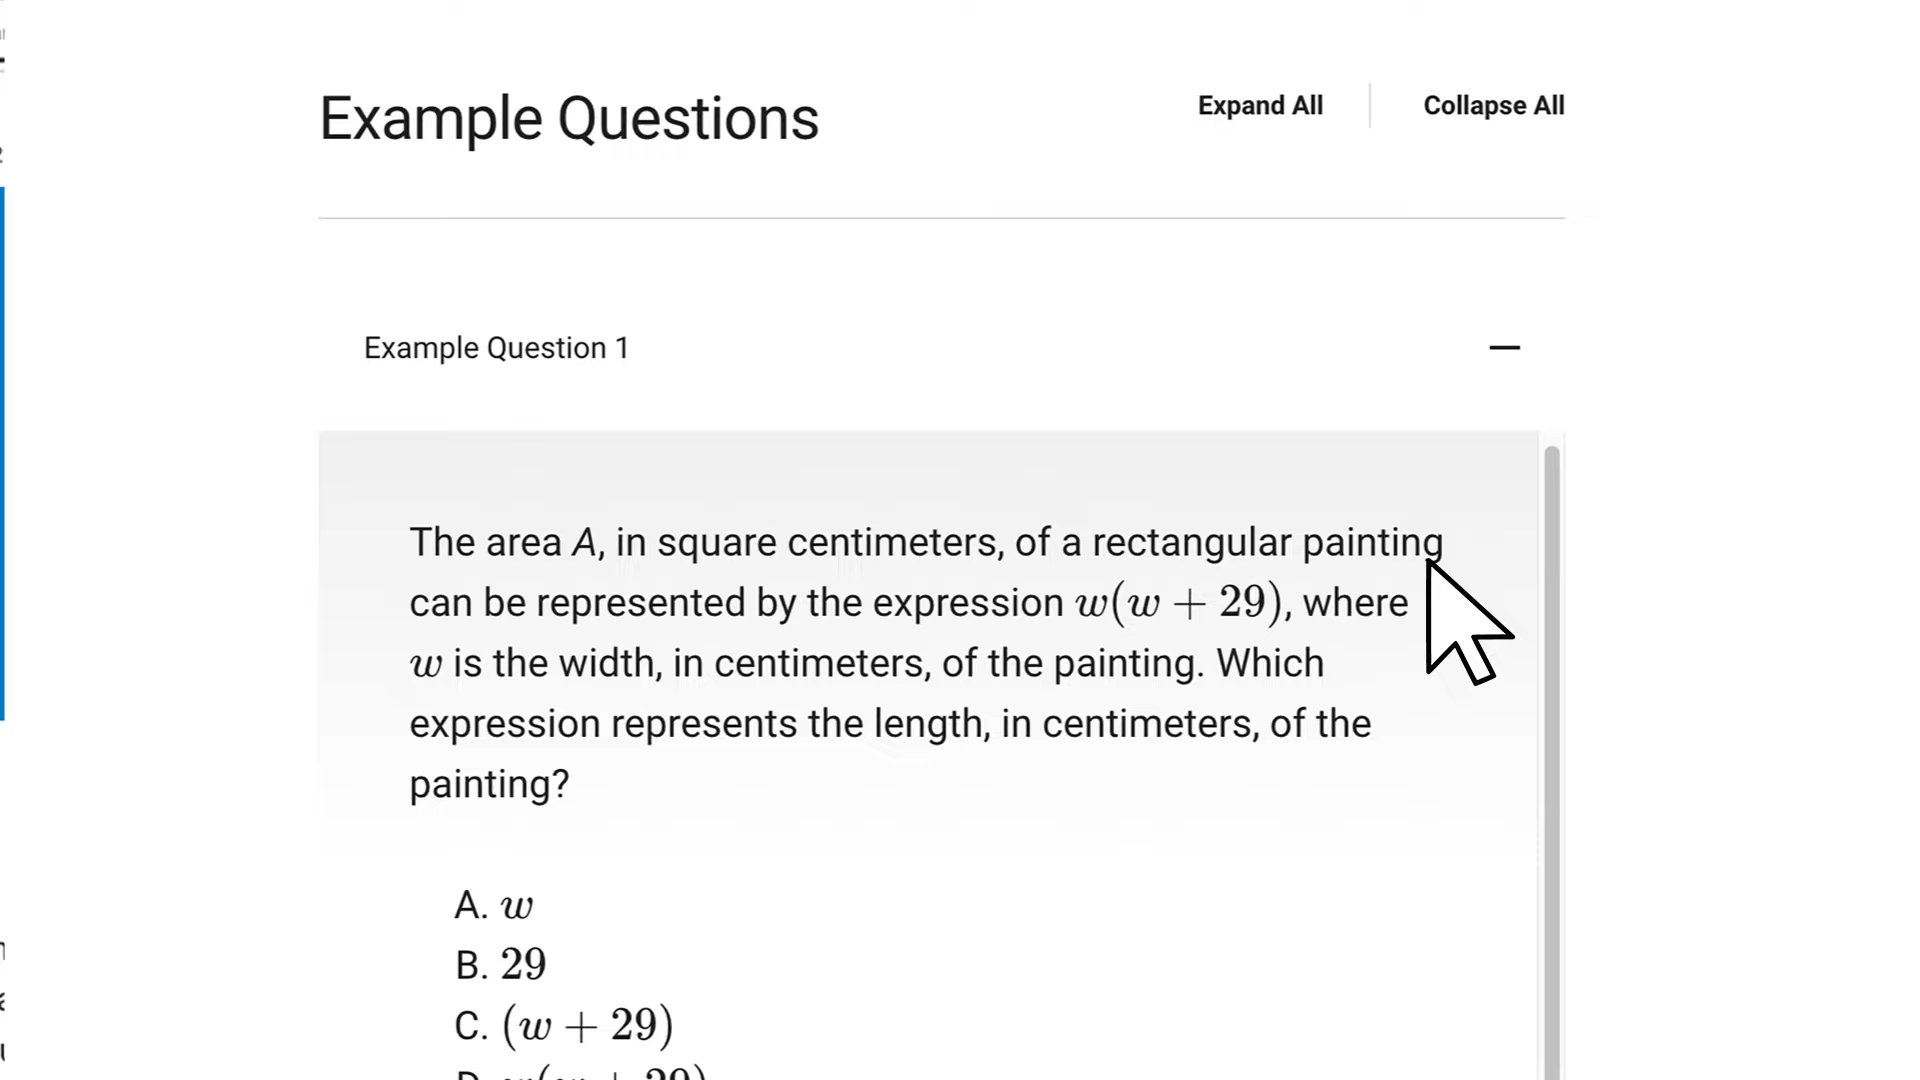 Example Questions
Expand All
Collapse All
Example Question 1
The area A, in square centimeters, of a rectangular painting
can be represented by the expression w(w + 29), where
w is the width, in centimeters, of the painting. Which
expression represents the length, in centimeters, of the
painting?
A. w
B. 29
C. (w + 29)
D. w(w + 29)